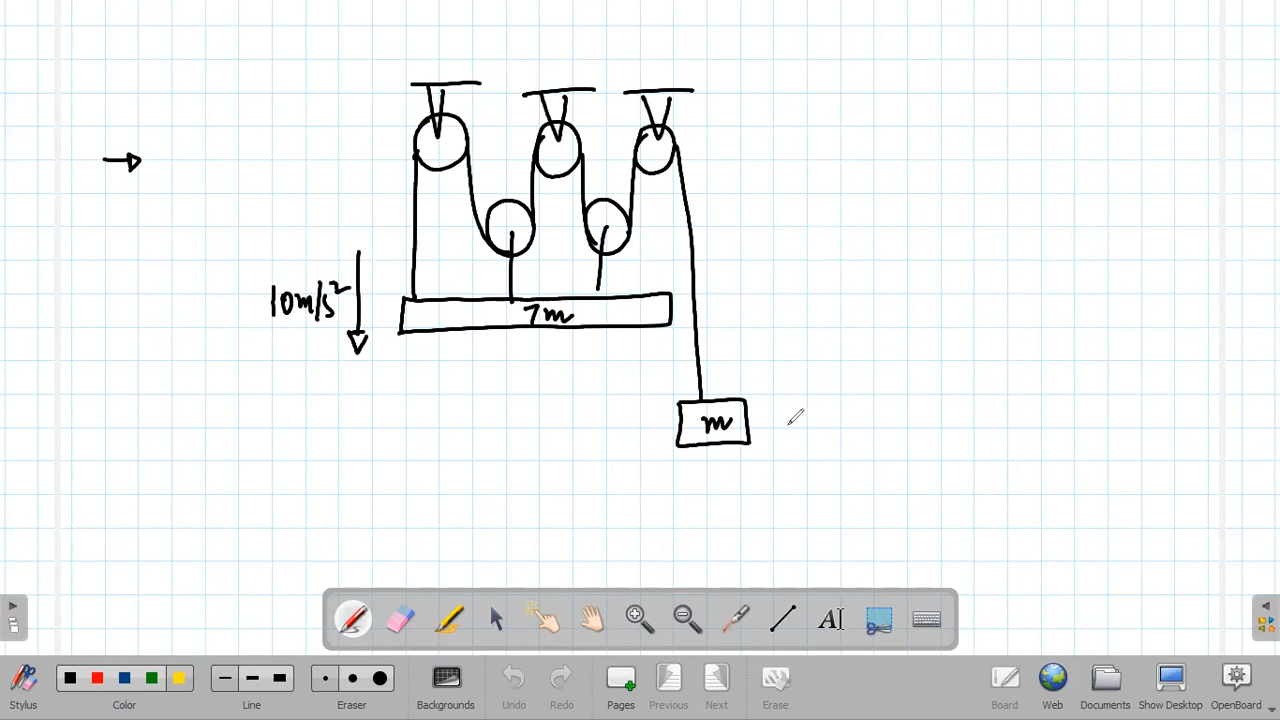 10m/s²
7m
m
Stylus
Color
Line
Eraser
Backgrounds
Undo
Redo
Pages
Previous
Next
Erase
Board
Web
Documents
Show Desktop
OpenBoard